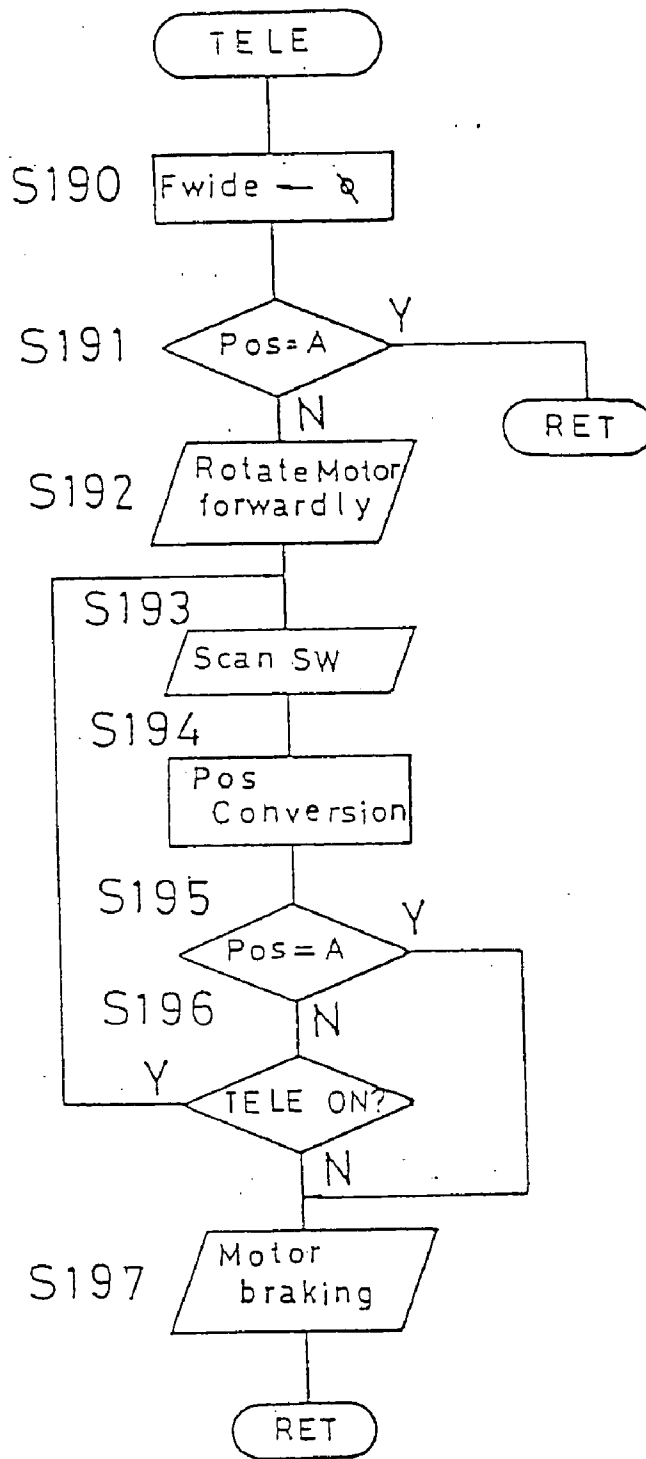 TELE
S190
Fwide — 0̸
S191
Pos=A
Y
N
RET
S192
Rotate Motor
forwardly
S193
Scan SW
S194
Pos
Conversion
S195
Pos=A
Y
S196
N
Y
TELE ON?
N
S197
Motor
braking
RET